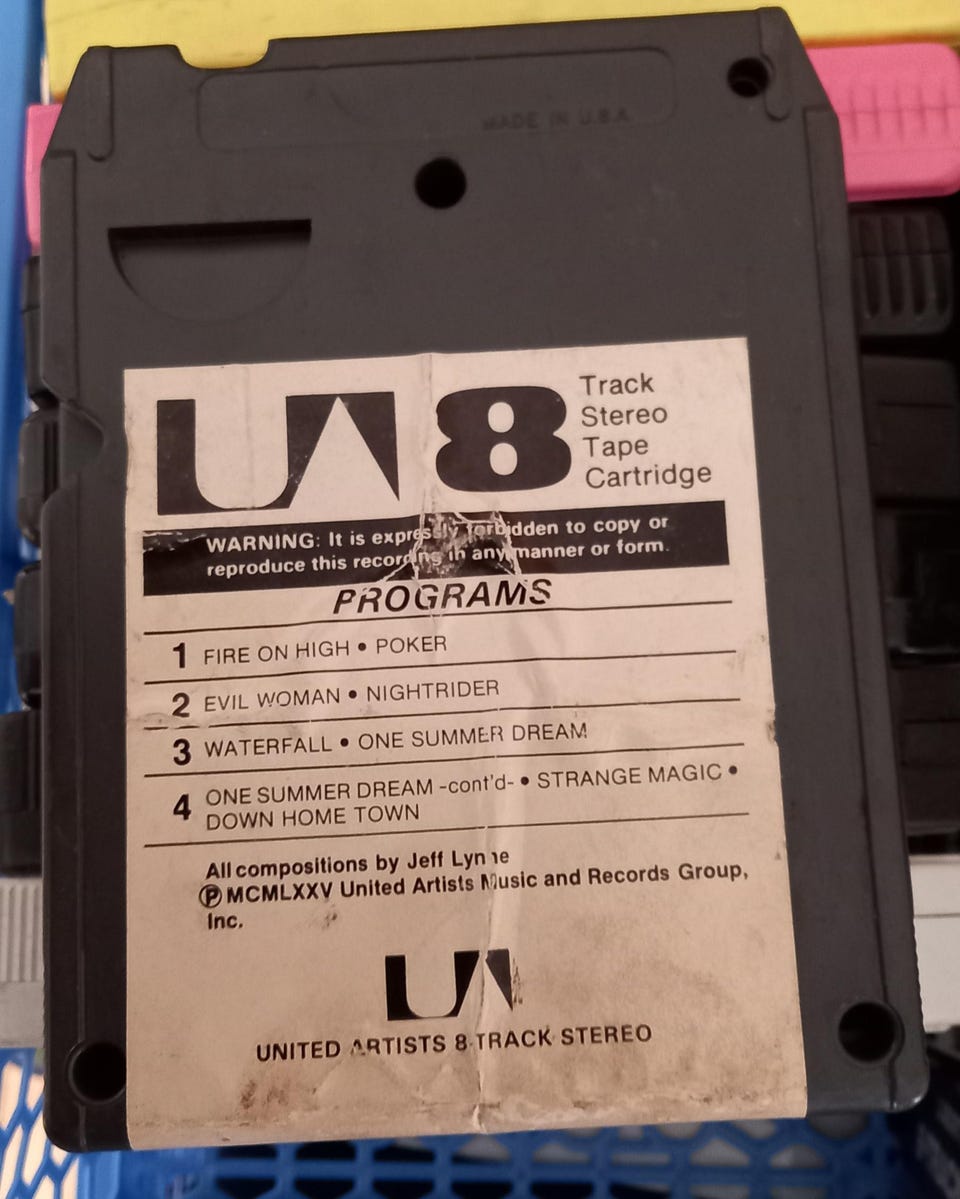 MADE IN U.S.A.
UA 8 Track
Stereo
Tape
Cartridge
WARNING: It is expressly forbidden to copy or
reproduce this recording in any manner or form.
PROGRAMS
1 FIRE ON HIGH • POKER
2 EVIL WOMAN • NIGHTRIDER
3 WATERFALL • ONE SUMMER DREAM
4 ONE SUMMER DREAM -cont'd- • STRANGE MAGIC •
DOWN HOME TOWN
All compositions by Jeff Lynne
Ⓟ MCMLXXV United Artists Music and Records Group,
Inc.
UA
UNITED ARTISTS 8 TRACK STEREO